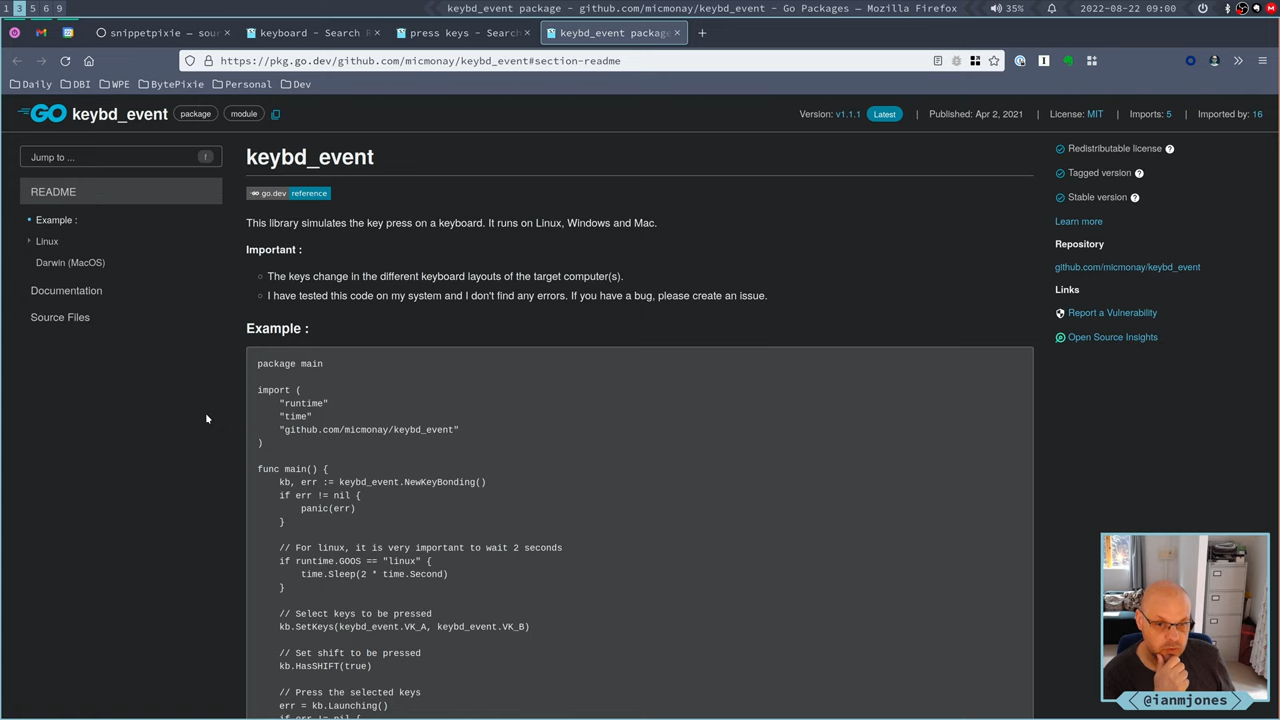 1 3 5 6 9
keybd_event package - github.com/micmonay/keybd_event - Go Packages — Mozilla Firefox
35%
2022-08-22 09:00
snippetpixie — sou
keyboard - Search R
press keys - Search
keybd_event package
https://pkg.go.dev/github.com/micmonay/keybd_event#section-readme
Daily DBI WPE BytePixie Personal Dev
GO keybd_event package module
Version: v1.1.1 Latest | Published: Apr 2, 2021 | License: MIT | Imports: 5 | Imported by: 16
Jump to ... f
README
Example :
Linux
Darwin (MacOS)
Documentation
Source Files
keybd_event
GO go.dev reference
This library simulates the key press on a keyboard. It runs on Linux, Windows and Mac.
Important :
The keys change in the different keyboard layouts of the target computer(s).
I have tested this code on my system and I don't find any errors. If you have a bug, please create an issue.
Example :
package main
import (
"runtime"
"time"
"github.com/micmonay/keybd_event"
)
func main() {
kb, err := keybd_event.NewKeyBonding()
if err != nil {
panic(err)
}
// For linux, it is very important to wait 2 seconds
if runtime.GOOS == "linux" {
time.Sleep(2 * time.Second)
}
// Select keys to be pressed
kb.SetKeys(keybd_event.VK_A, keybd_event.VK_B)
// Set shift to be pressed
kb.HasSHIFT(true)
// Press the selected keys
err = kb.Launching()
if err != nil {
Redistributable license ?
Tagged version ?
Stable version ?
Learn more
Repository
github.com/micmonay/keybd_event
Links
Report a Vulnerability
Open Source Insights
@ianmjones